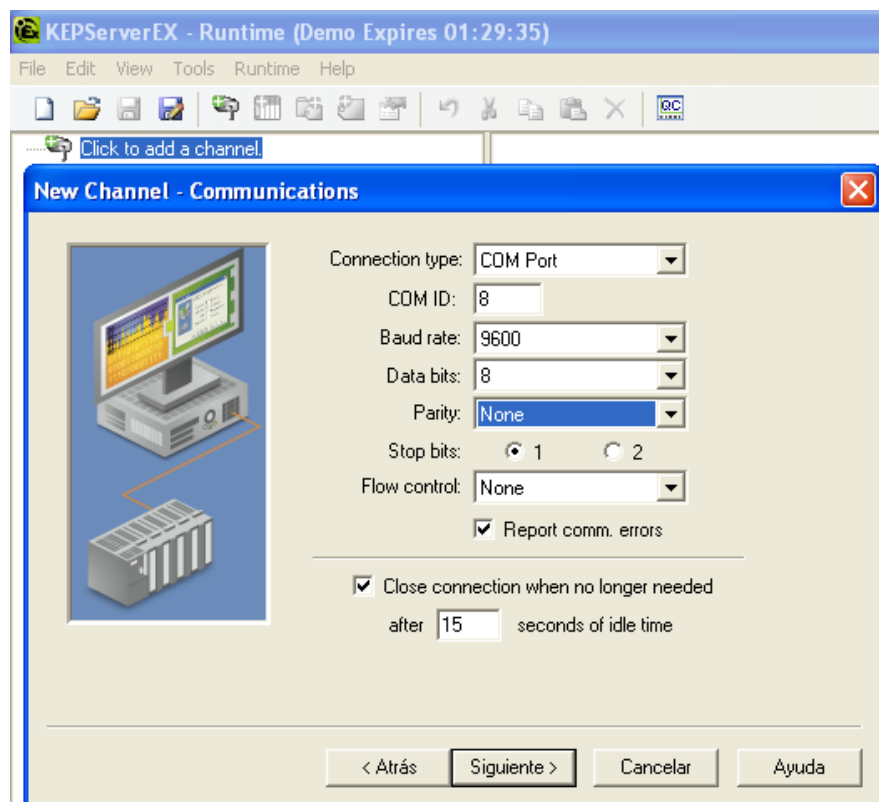 KEPServerEX - Runtime (Demo Expires 01:29:35)
File Edit View Tools Runtime Help
QC
Click to add a channel.
New Channel - Communications
Connection type: COM Port
COM ID: 8
Baud rate: 9600
Data bits: 8
Parity: None
Stop bits: 1 2
Flow control: None
Report comm. errors
Close connection when no longer needed
after 15 seconds of idle time
< Atrás Siguiente > Cancelar Ayuda